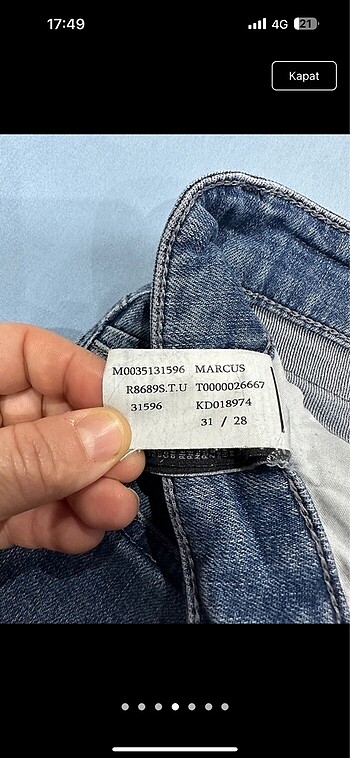 17:49
4G
21
Kapat
M0035131596 MARCUS
R8689S.T.U T0000026667
31596 KD018974
31 / 28